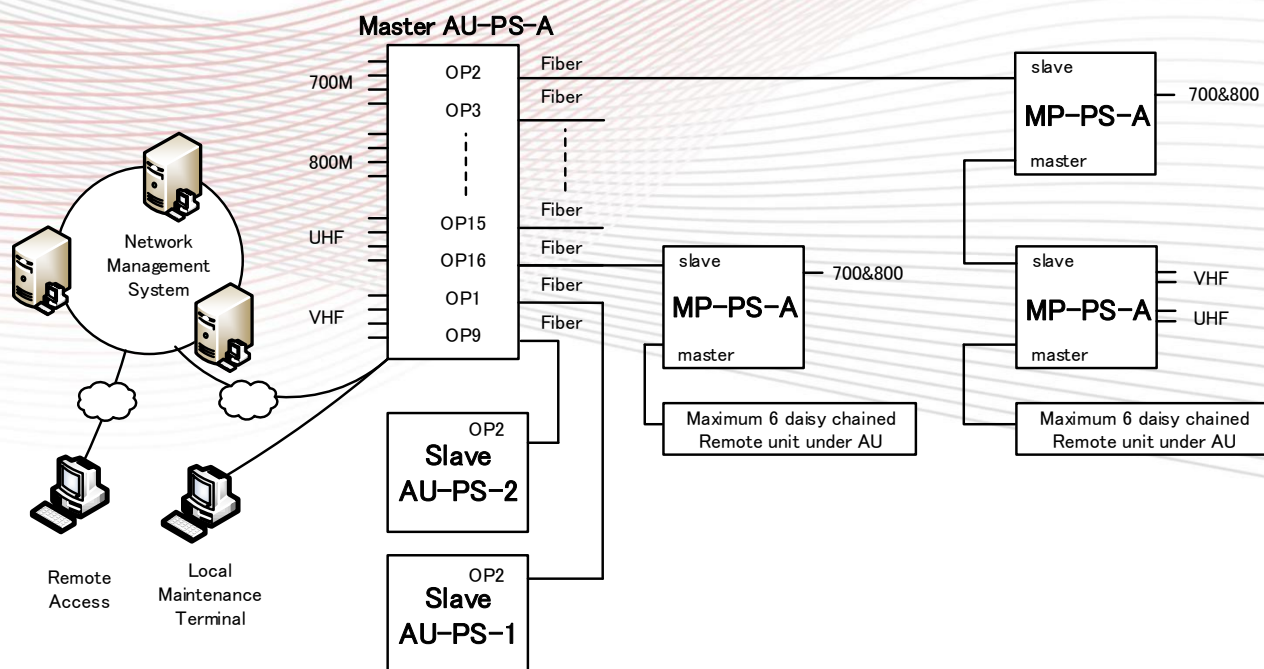 Master AU-PS-A
700M
800M
UHF
VHF
OP2
OP3
OP15
OP16
OP1
OP9
Fiber
Fiber
Fiber
Fiber
Fiber
Fiber
slave
MP-PS-A
master
700&800
slave
MP-PS-A
master
VHF
UHF
Maximum 6 daisy chained
Remote unit under AU
slave
MP-PS-A
master
700&800
Maximum 6 daisy chained
Remote unit under AU
OP2
Slave
AU-PS-2
OP2
Slave
AU-PS-1
Network
Management
System
Remote
Access
Local
Maintenance
Terminal